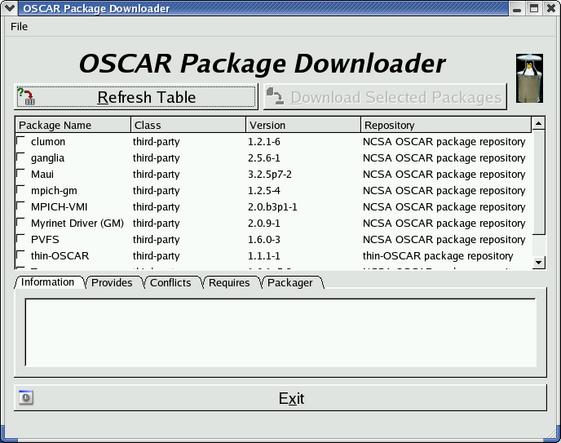 OSCAR Package Downloader
File
OSCAR Package Downloader
Refresh Table
Download Selected Packages
Package Name Class Version Repository
clumon third-party 1.2.1-6 NCSA OSCAR package repository
ganglia third-party 2.5.6-1 NCSA OSCAR package repository
Maui third-party 3.2.5p7-2 NCSA OSCAR package repository
mpich-gm third-party 1.2.5-4 NCSA OSCAR package repository
MPICH-VMI third-party 2.0.b3p1-1 NCSA OSCAR package repository
Myrinet Driver (GM) third-party 2.0.9-1 NCSA OSCAR package repository
PVFS third-party 1.6.0-3 NCSA OSCAR package repository
thin-OSCAR third-party 1.1.1-1 thin-OSCAR package repository
Information Provides Conflicts Requires Packager
Exit